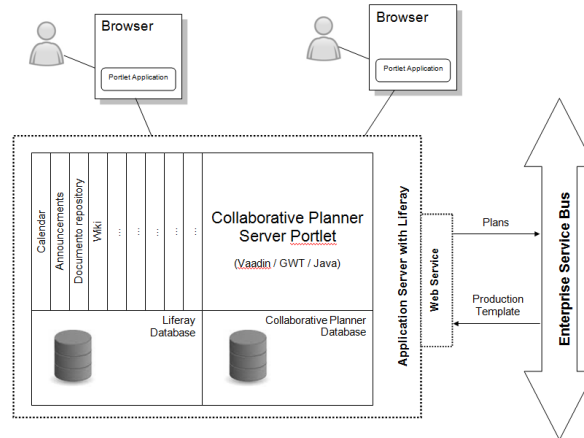 Browser
Portlet Application
Browser
Portlet Application
Calendar
Announcements
Documento repository
Wiki
...
...
...
...
...
Collaborative Planner
Server Portlet
(Vaadin / GWT / Java)
Application Server with Liferay
Web Service
Plans
Production
Template
Enterprise Service Bus
Liferay
Database
Collaborative Planner
Database